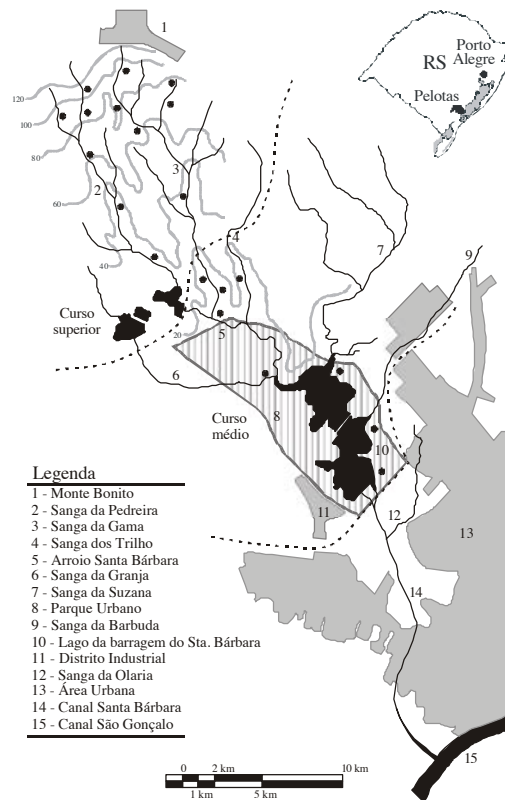 1
Porto
Alegre
RS
Pelotas
120
100
80
3
2
60
4
7
9
40
Curso
superior
20
5
6
Curso
médio
8
10
Legenda
1 - Monte Bonito
2 - Sanga da Pedreira
3 - Sanga da Gama
4 - Sanga dos Trilho
5 - Arroio Santa Bárbara
6 - Sanga da Granja
7 - Sanga da Suzana
8 - Parque Urbano
9 - Sanga da Barbuda
10 - Lago da barragem do Sta. Bárbara
11 - Distrito Industrial
12 - Sanga da Olaria
13 - Área Urbana
14 - Canal Santa Bárbara
15 - Canal São Gonçalo
11
12
13
14
15
0 2 km 10 km
1 km 5 km